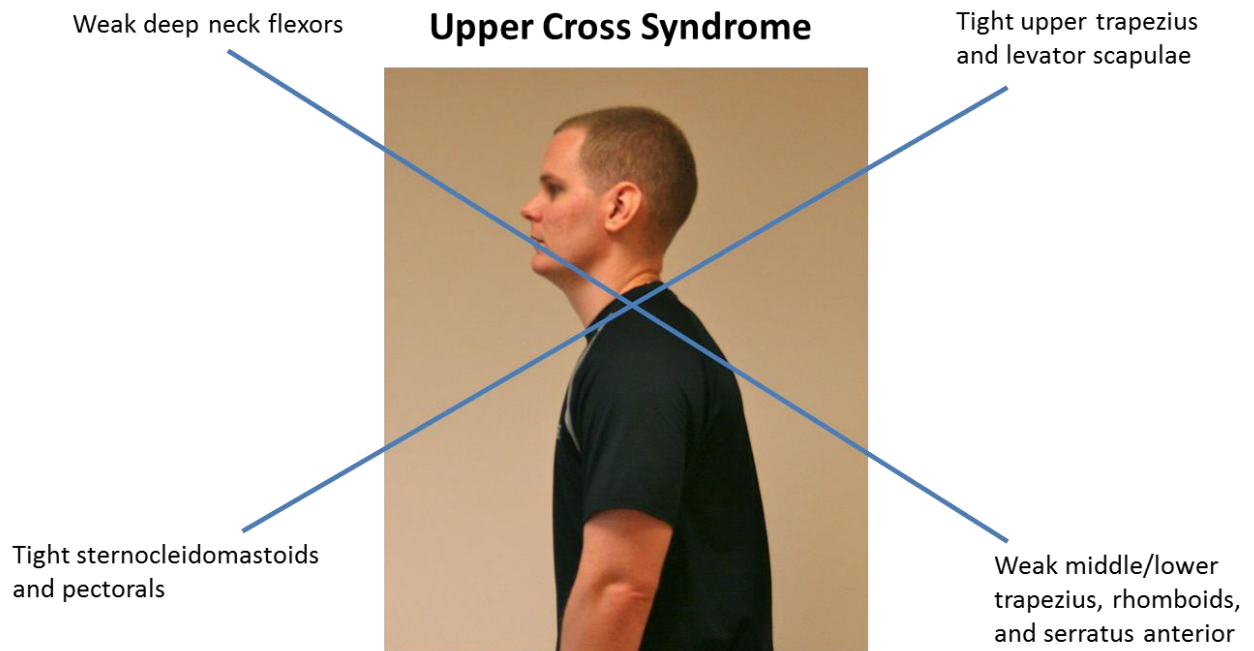 Weak deep neck flexors
Upper Cross Syndrome
Tight upper trapezius
and levator scapulae
Tight sternocleidomastoids
and pectorals
Weak middle/lower
trapezius, rhomboids,
and serratus anterior